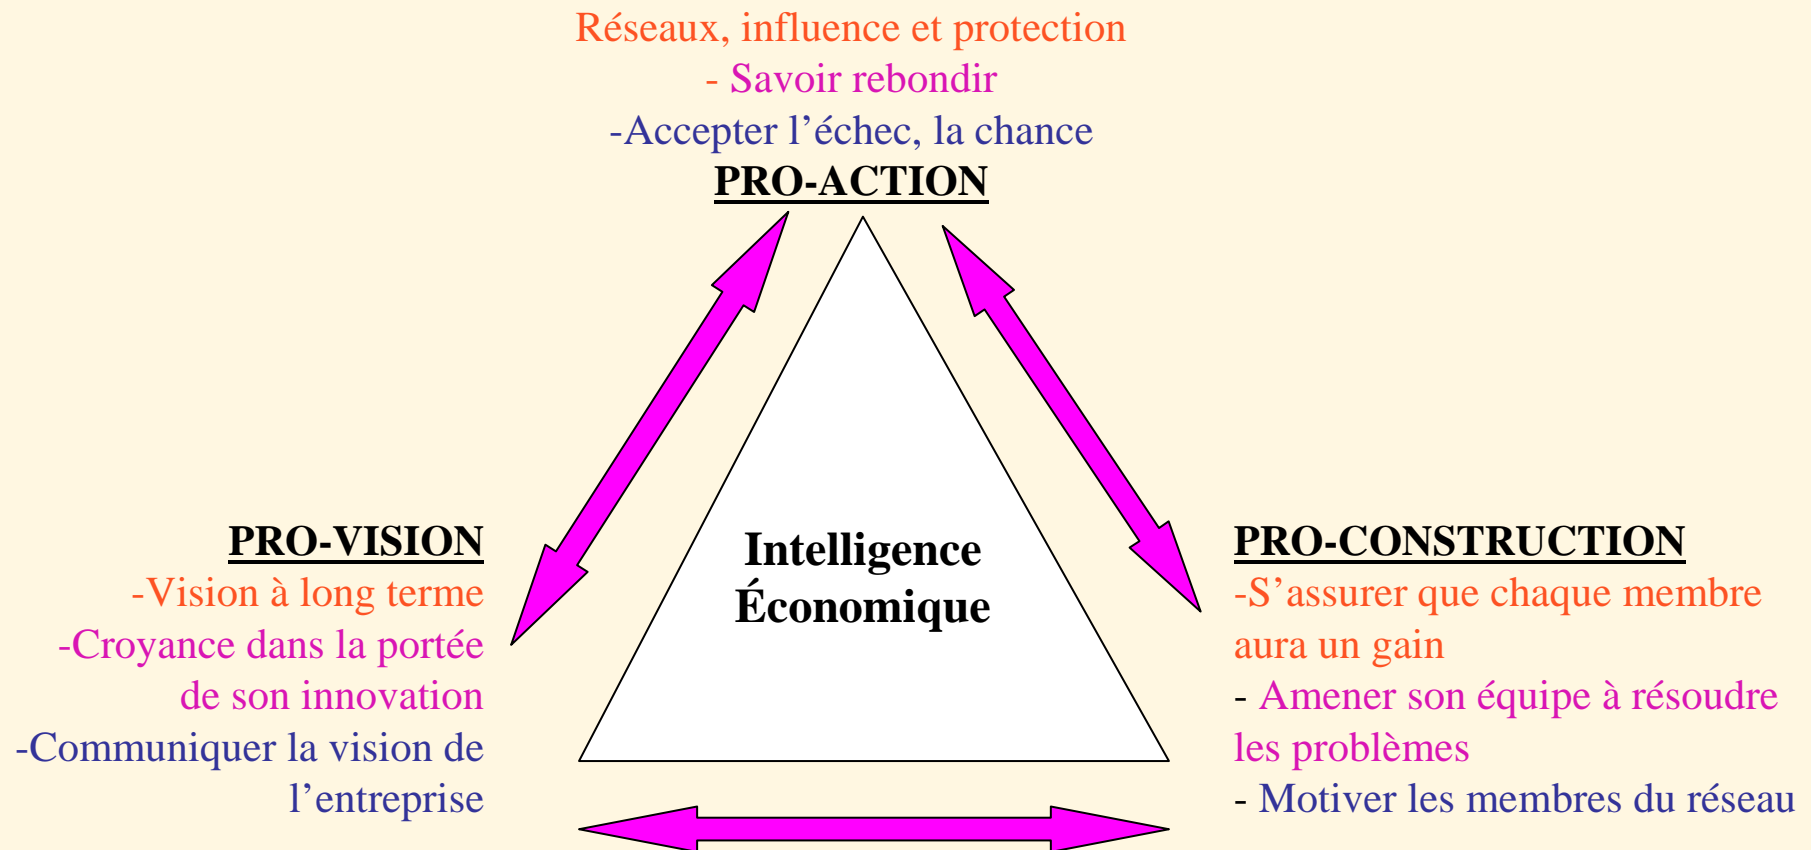 Réseaux, influence et protection
- Savoir rebondir
-Accepter l’échec, la chance
PRO-ACTION
PRO-VISION
-Vision à long terme
-Croyance dans la portée
de son innovation
-Communiquer la vision de
l’entreprise
Intelligence
Économique
PRO-CONSTRUCTION
-S’assurer que chaque membre
aura un gain
- Amener son équipe à résoudre
les problèmes
- Motiver les membres du réseau